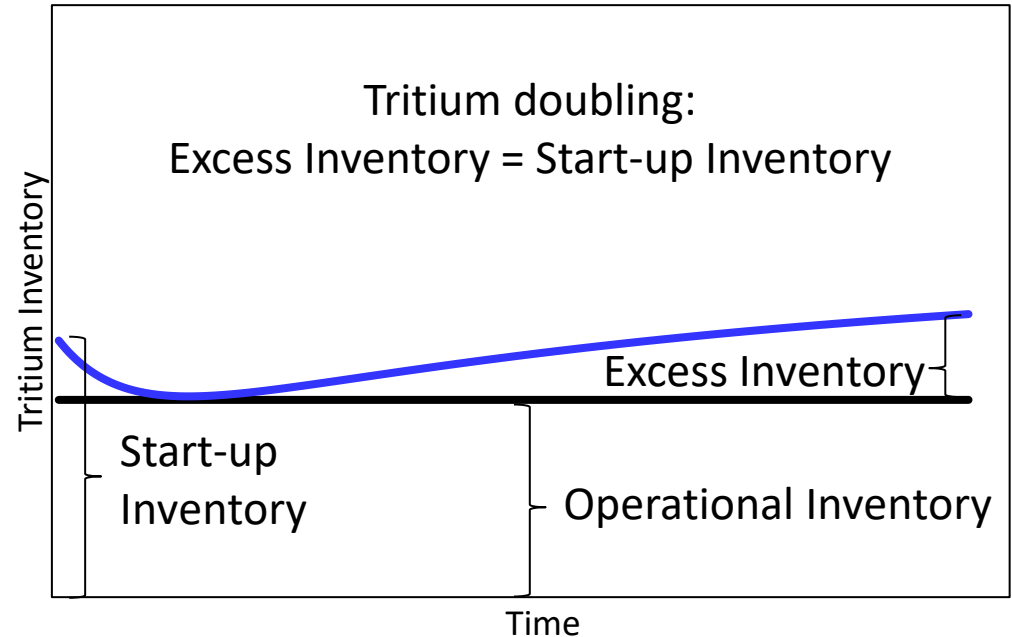 Tritium doubling:
Excess Inventory = Start-up Inventory
Tritium Inventory
Excess Inventory
Start-up
Inventory
Operational Inventory
Time